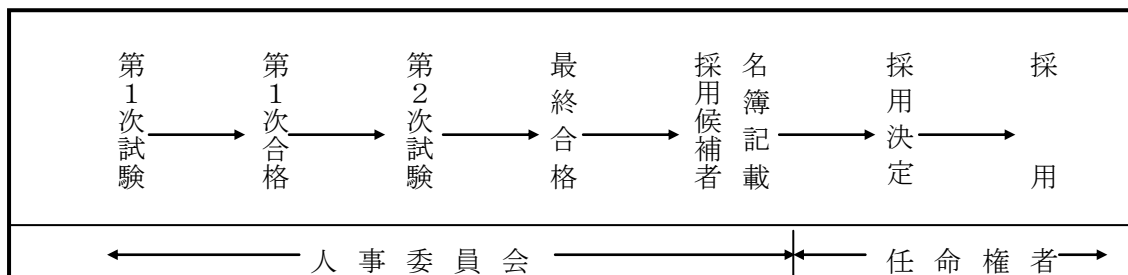 第1次試験
第1次合格
第2次試験
最終合格
採用候補者
名簿記載
採用決定
採用
人事委員会
任命権者